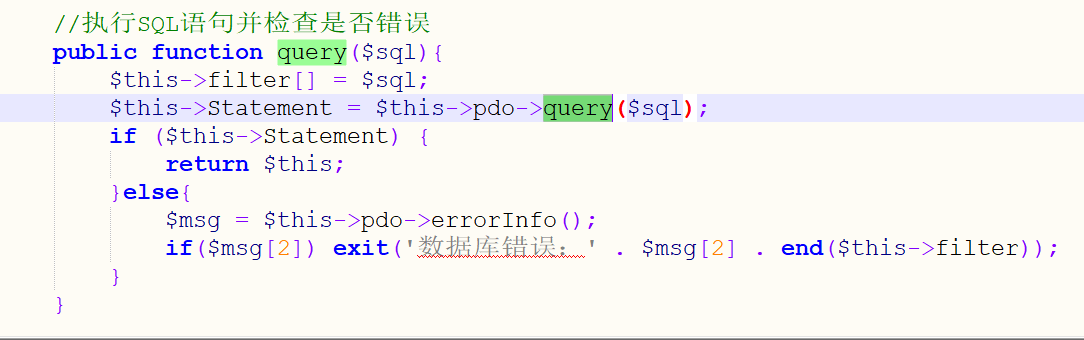 //执行SQL语句并检查是否错误
public function query($sql){
$this->filter[] = $sql;
$this->Statement = $this->pdo->query($sql);
if ($this->Statement) {
return $this;
}else{
$msg = $this->pdo->errorInfo();
if($msg[2]) exit('数据库错误：' . $msg[2] . end($this->filter));
}
}